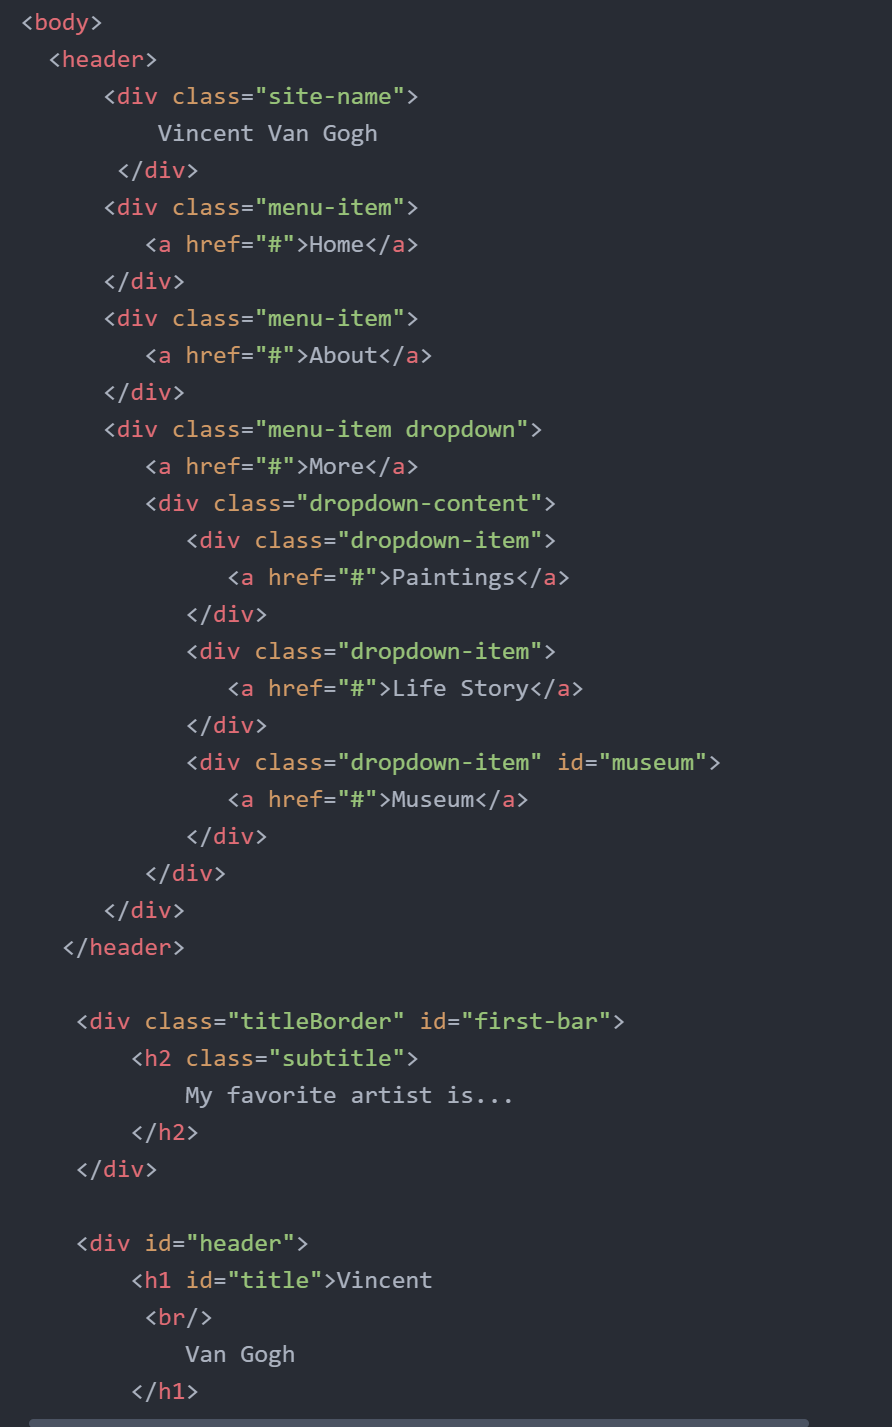 <body>
<header>
<div class="site-name">
Vincent Van Gogh
</div>
<div class="menu-item">
<a href="#">Home</a>
</div>
<div class="menu-item">
<a href="#">About</a>
</div>
<div class="menu-item dropdown">
<a href="#">More</a>
<div class="dropdown-content">
<div class="dropdown-item">
<a href="#">Paintings</a>
</div>
<div class="dropdown-item">
<a href="#">Life Story</a>
</div>
<div class="dropdown-item" id="museum">
<a href="#">Museum</a>
</div>
</div>
</div>
</header>
<div class="titleBorder" id="first-bar">
<h2 class="subtitle">
My favorite artist is...
</h2>
</div>
<div id="header">
<h1 id="title">Vincent
<br/>
Van Gogh
</h1>